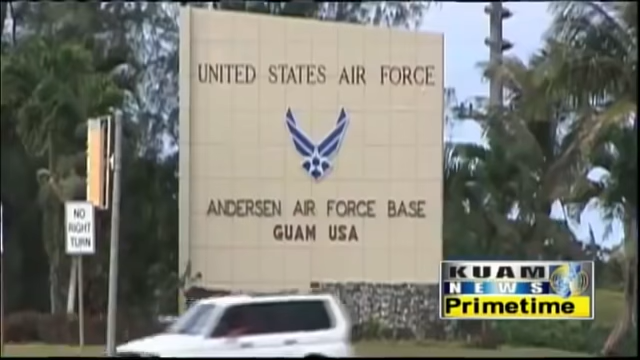 UNITED STATES AIR FORCE
ANDERSEN AIR FORCE BASE
GUAM USA
NO
RIGHT
TURN
KUAM
NEWS
Primetime